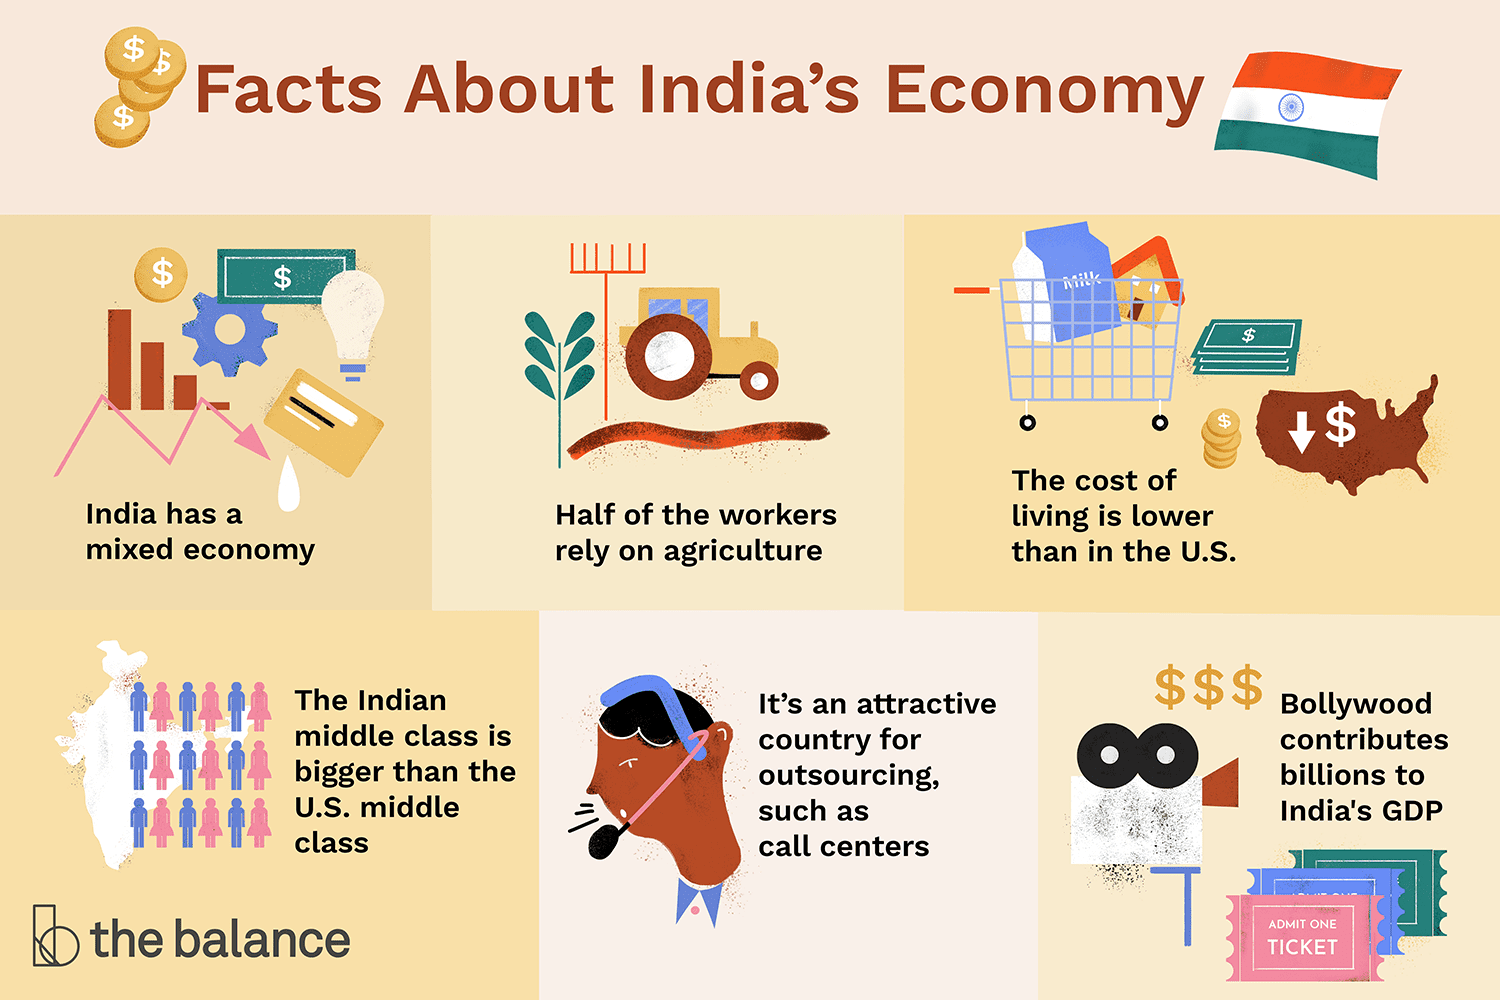 Facts About India's Economy
$
$
$
$
$
Milk
$
$
$
India has a
mixed economy
Half of the workers
rely on agriculture
The cost of
living is lower
than in the U.S.
The Indian
middle class is
bigger than the
U.S. middle
class
It's an attractive
country for
outsourcing,
such as
call centers
$$$
Bollywood
contributes
billions to
India's GDP
ADMIT ONE
ADMIT ONE
TICKET
the balance